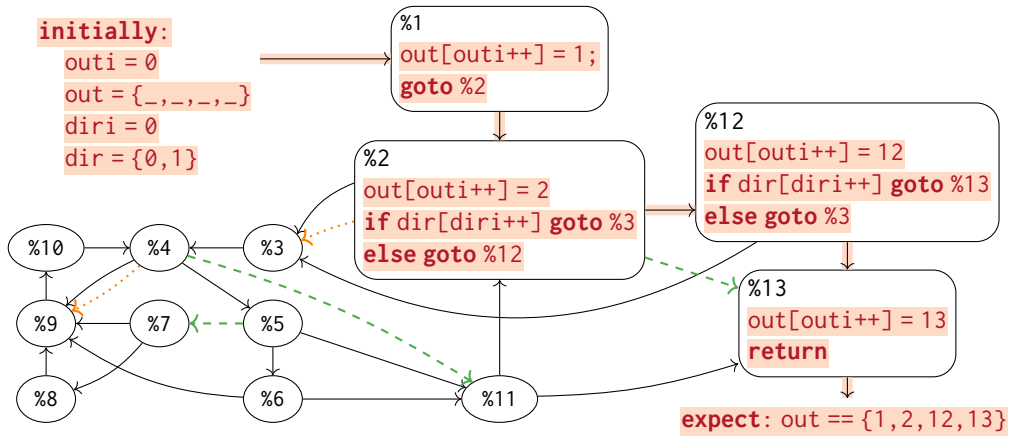 initially:
outi = 0
out = {_,_,_,_}
diri = 0
dir = {0,1}
%1
out[outi++] = 1;
goto %2
%2
out[outi++] = 2
if dir[diri++] goto %3
else goto %12
%12
out[outi++] = 12
if dir[diri++] goto %13
else goto %3
%13
out[outi++] = 13
return
%10
%4
%3
%9
%7
%5
%8
%6
%11
expect: out == {1,2,12,13}